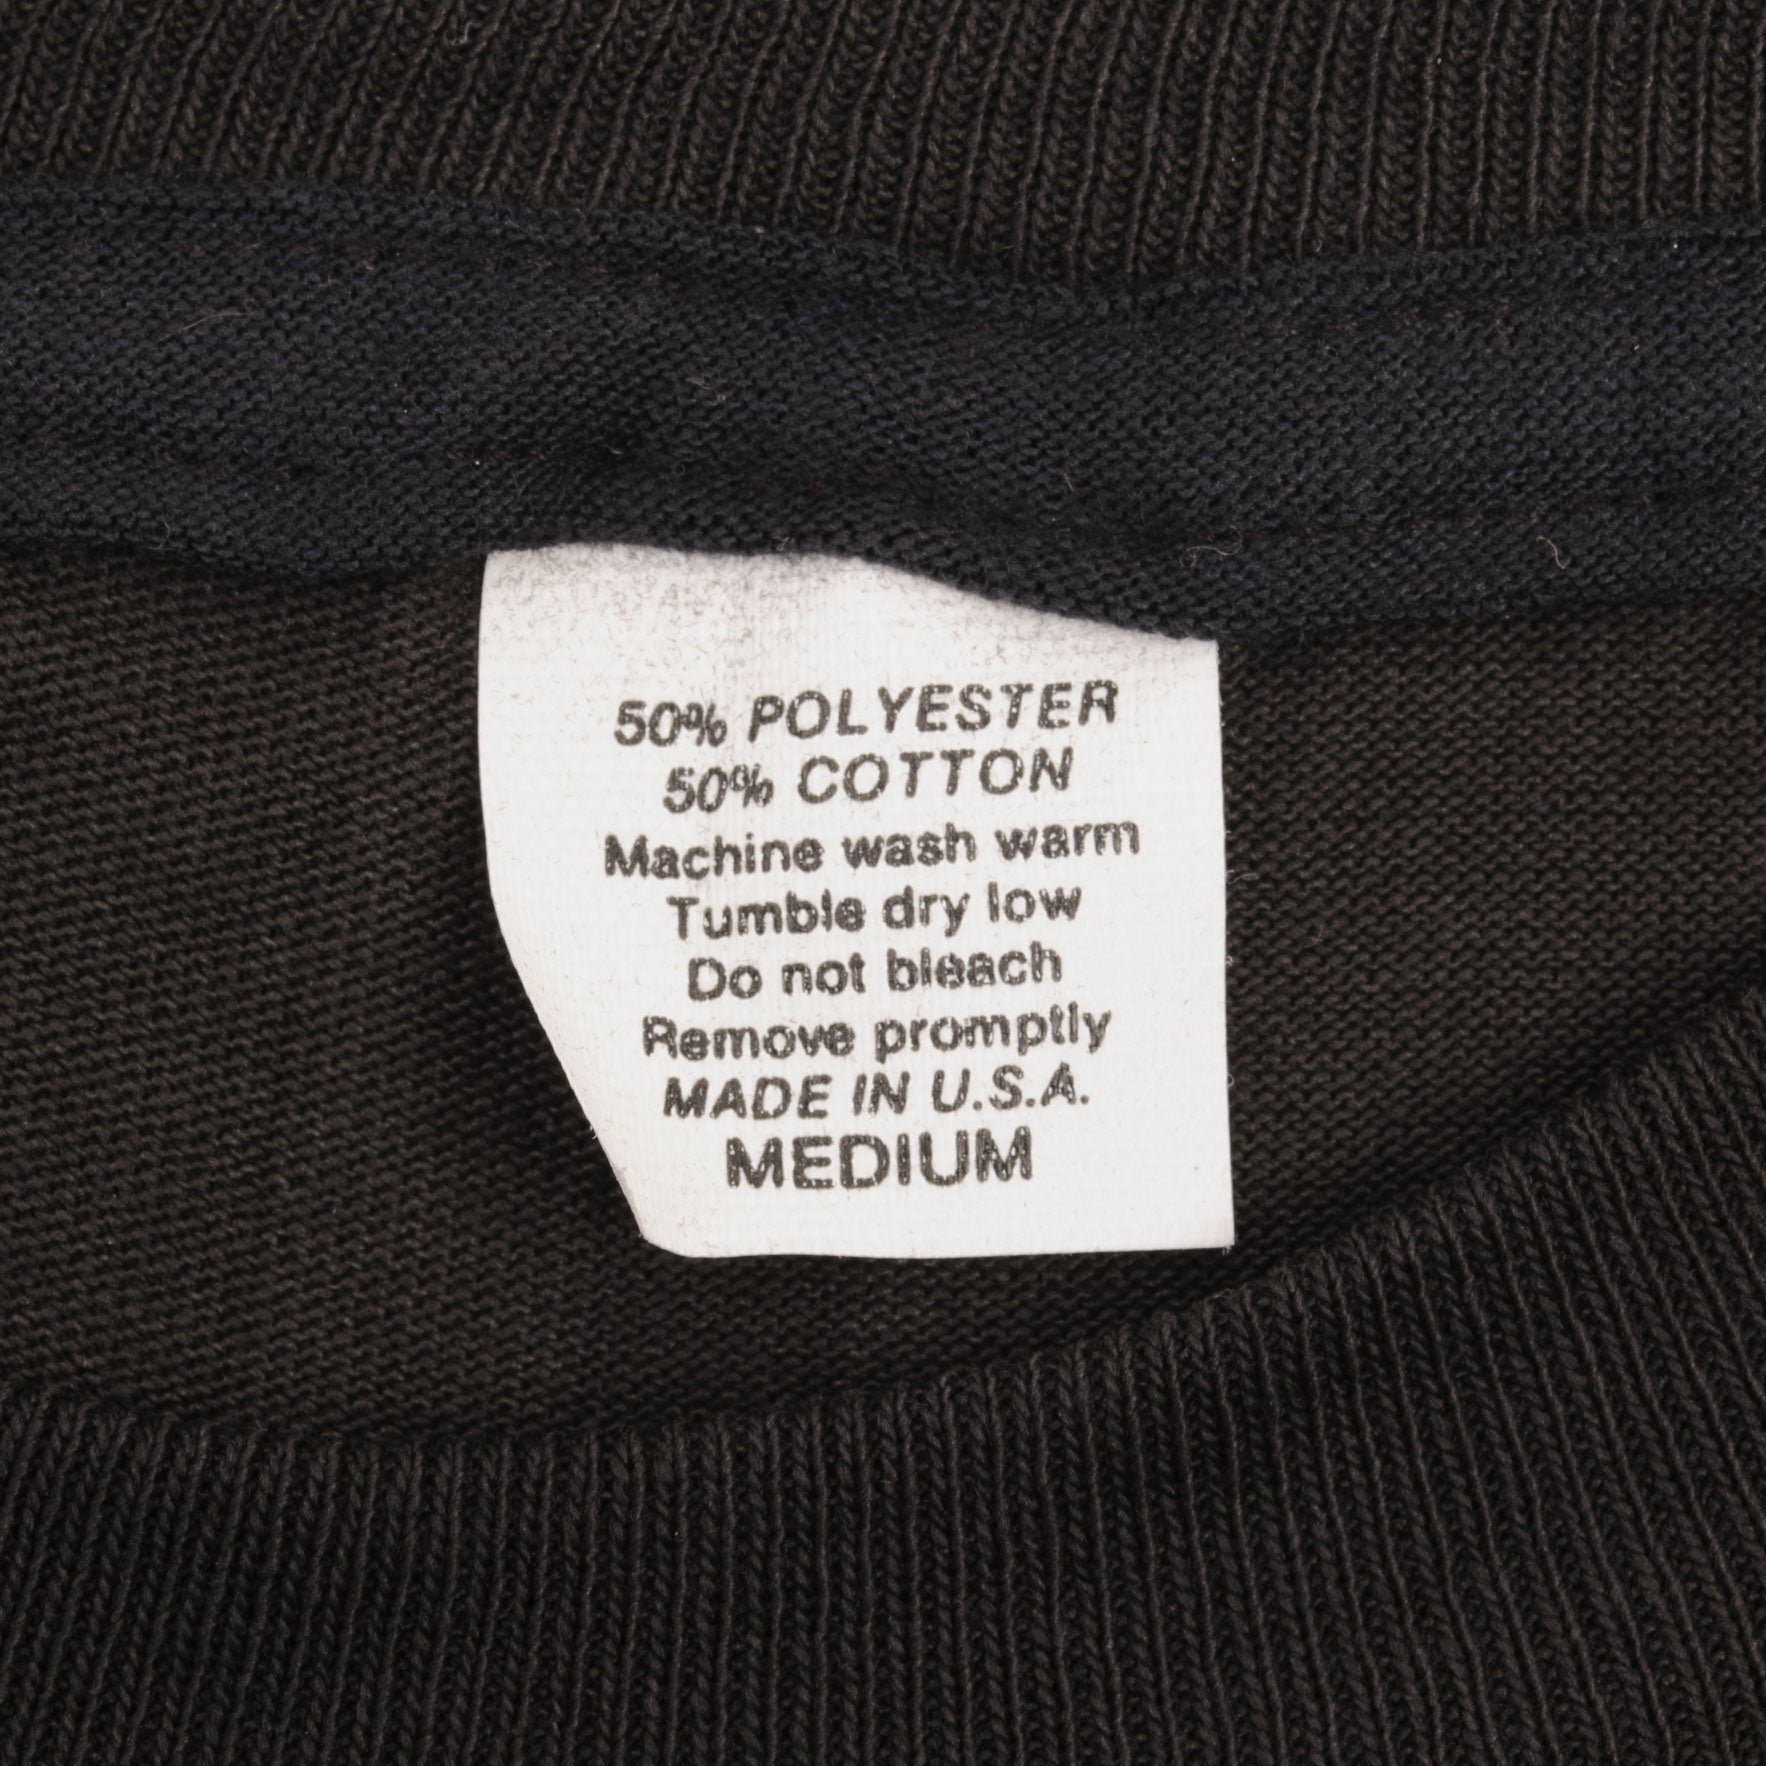 50% POLYESTER
50% COTTON
Machine wash warm
Tumble dry low
Do not bleach
Remove promptly
MADE IN U.S.A.
MEDIUM